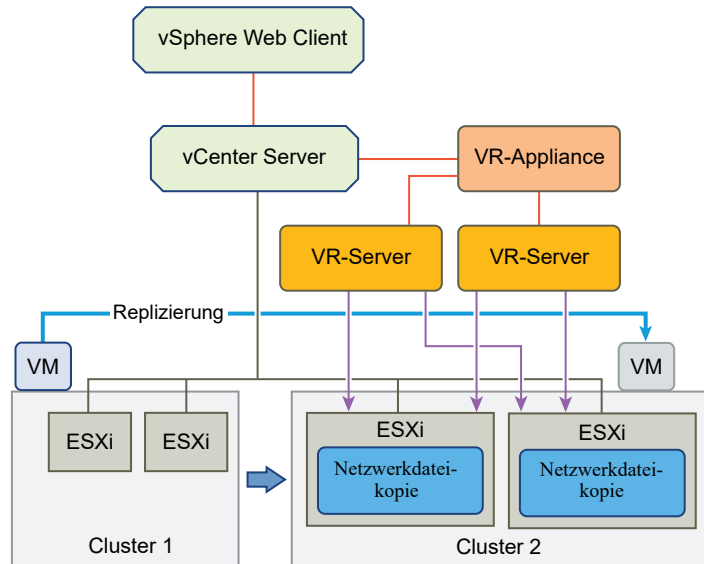 vSphere Web Client
vCenter Server
VR-Appliance
VR-Server
VR-Server
Replizierung
VM
VM
ESXi
ESXi
ESXi
Netzwerkdatei-
kopie
ESXi
Netzwerkdatei-
kopie
Cluster 1
Cluster 2